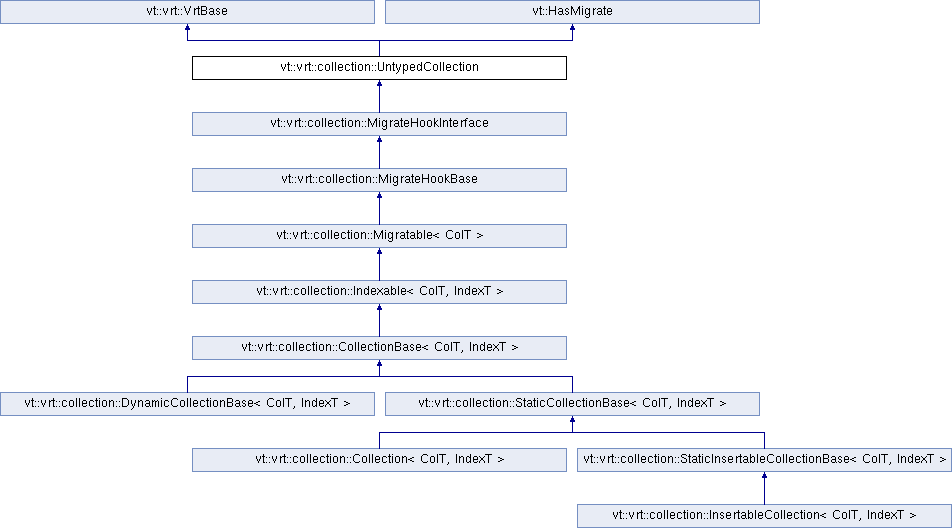 vt::vrt::VrtBase
vt::HasMigrate
vt::vrt::collection::UntypedCollection
vt::vrt::collection::MigrateHookInterface
vt::vrt::collection::MigrateHookBase
vt::vrt::collection::Migratable< ColT >
vt::vrt::collection::Indexable< ColT, IndexT >
vt::vrt::collection::CollectionBase< ColT, IndexT >
vt::vrt::collection::DynamicCollectionBase< ColT, IndexT >
vt::vrt::collection::StaticCollectionBase< ColT, IndexT >
vt::vrt::collection::Collection< ColT, IndexT >
vt::vrt::collection::StaticInsertableCollectionBase< ColT, IndexT >
vt::vrt::collection::InsertableCollection< ColT, IndexT >